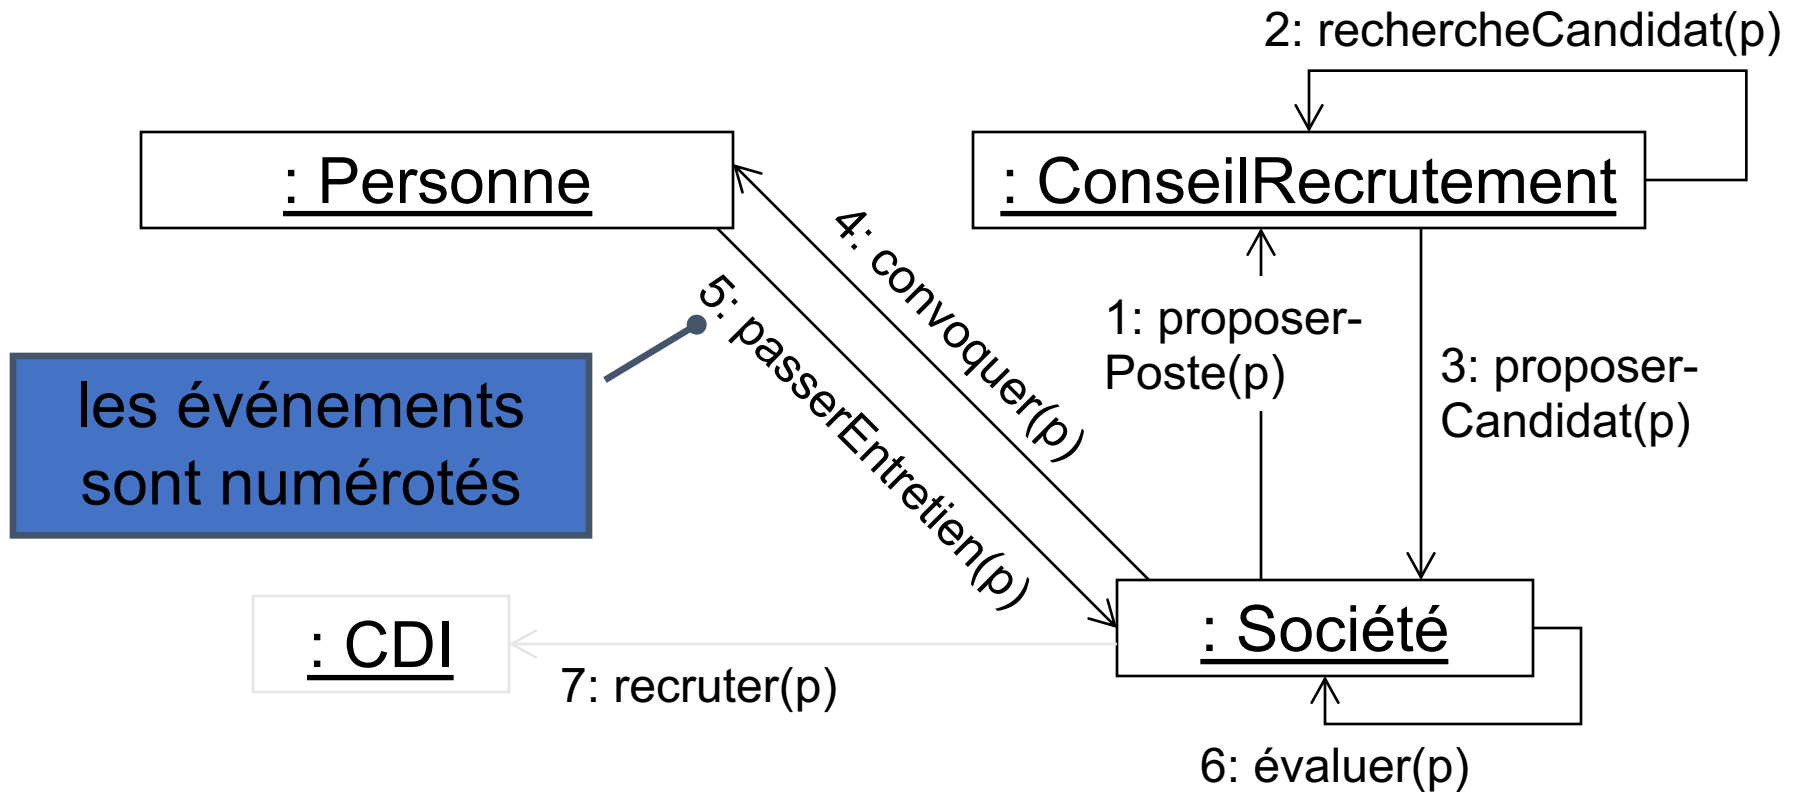 2: rechercheCandidat(p)
: Personne
: ConseilRecrutement
4: convoquer(p)
5: passerEntretien(p)
1: proposer-
Poste(p)
3: proposer-
Candidat(p)
les événements
sont numérotés
: CDI
: Société
7: recruter(p)
6: évaluer(p)